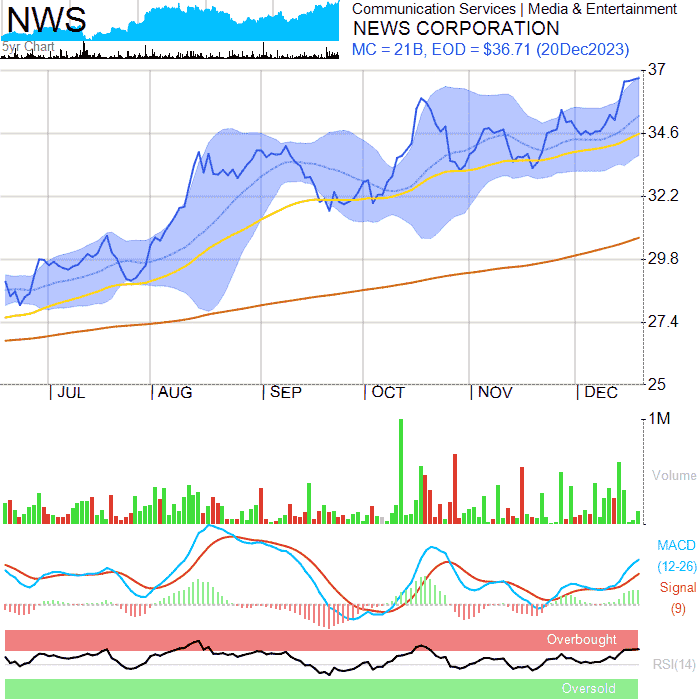 NWS
5yr Chart
Communication Services | Media & Entertainment
NEWS CORPORATION
MC = 21B, EOD = $36.71 (20Dec2023)
37
34.6
32.2
29.8
27.4
25
JUL AUG SEP OCT NOV DEC
1M
Volume
MACD
(12-26)
Signal
(9)
Overbought
RSI(14)
Oversold